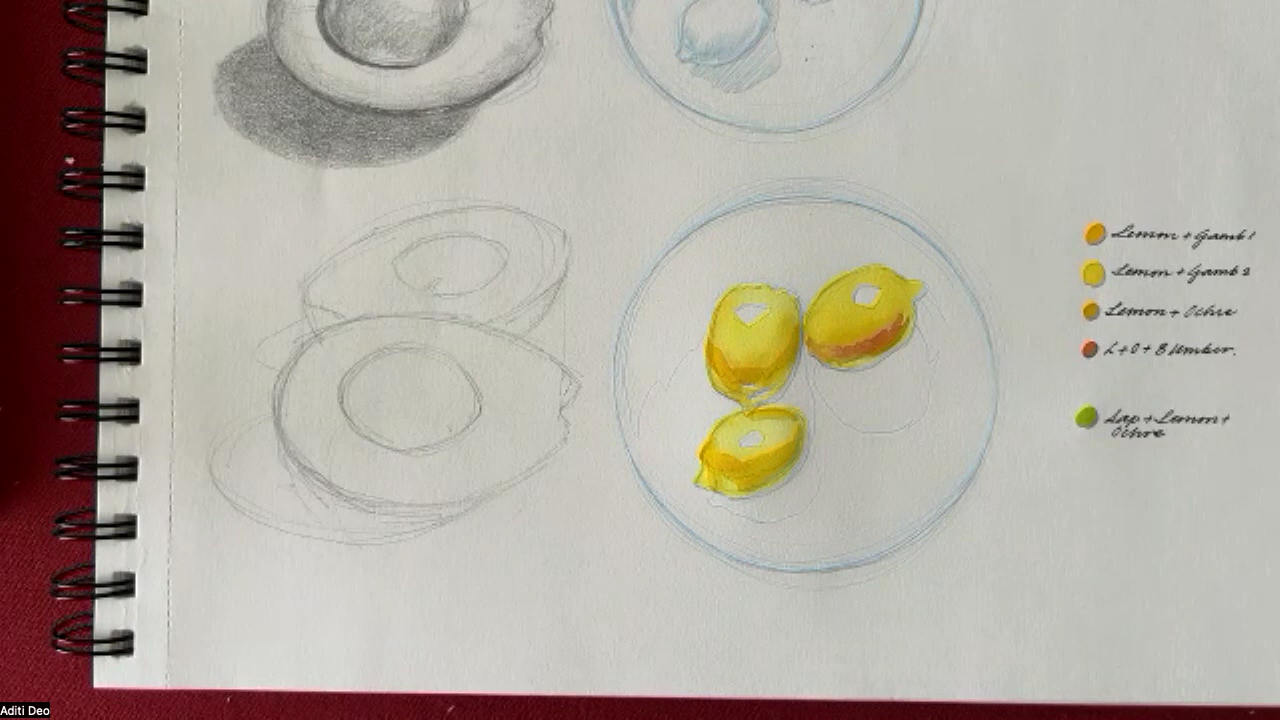 Lemon + Gamb 1
Lemon + Gamb 2
Lemon + Ochre
L + O + B Umber.
Sap + Lemon +
Ochre
Aditi Deo